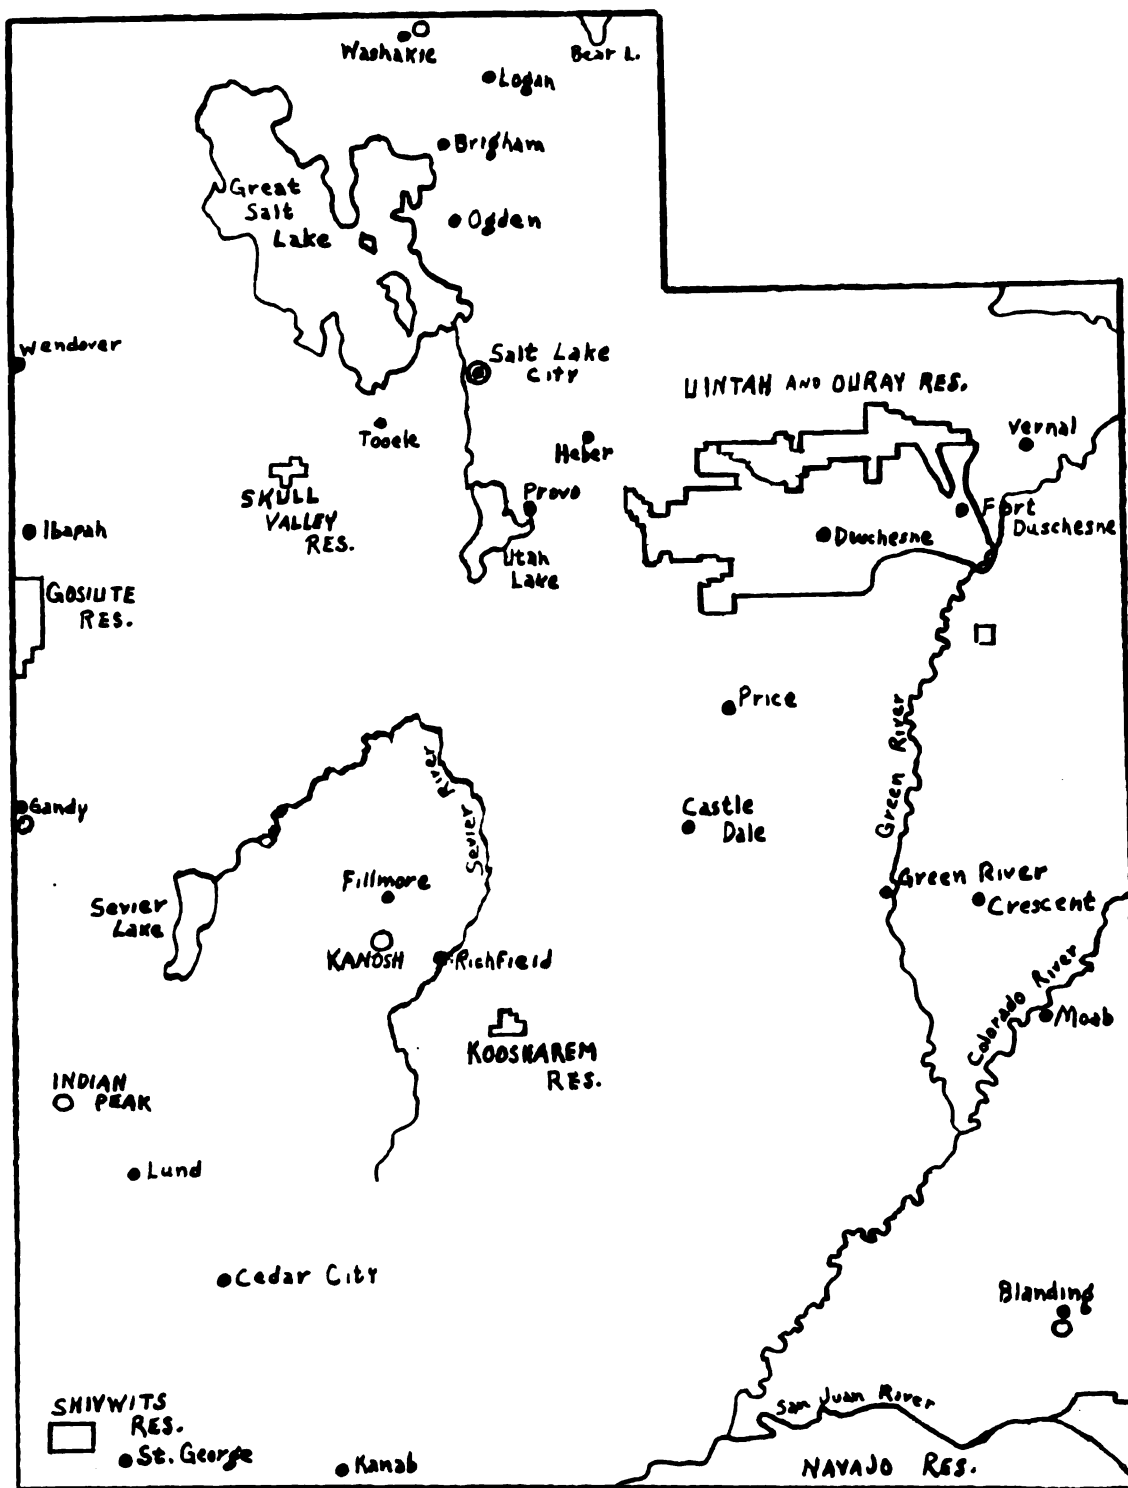 Washakie
Bear L.
Logan
Brigham
Great
Salt
Lake
Ogden
Wendover
Salt Lake
City
UINTAH AND OURAY RES.
Tooele
Heber
Vernal
SKULL
VALLEY
RES.
Provo
Ibapah
Utah
Lake
Duchesne
Fort
Duschesne
GOSIUTE
RES.
Price
Green River
River
Sevier
Gandy
Castle
Dale
Fillmore
Green River
Crescent
Sevier
Lake
KANOSH
Richfield
Colorado River
Moab
KOOSHAREM
RES.
INDIAN
PEAK
Lund
Cedar City
Blanding
SHIVWITS
RES.
San Juan River
St. George
Kanab
NAVAJO RES.